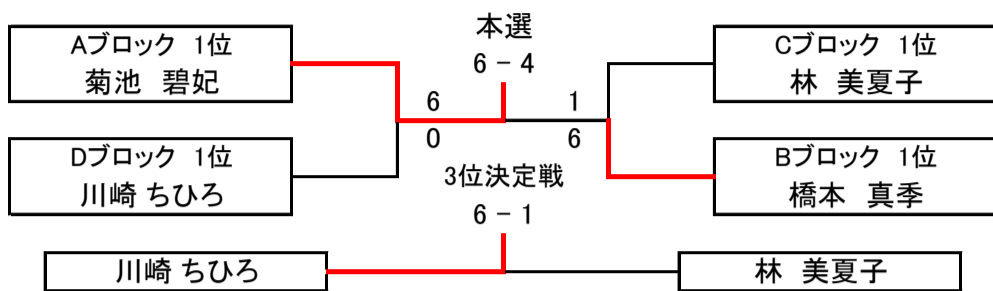 本選
Aブロック 1位
菊池 碧妃
6 − 4
Cブロック 1位
林 美夏子
6
1
0
6
Dブロック 1位
川崎 ちひろ
3位決定戦
Bブロック 1位
橋本 真季
6 − 1
川崎 ちひろ
林 美夏子